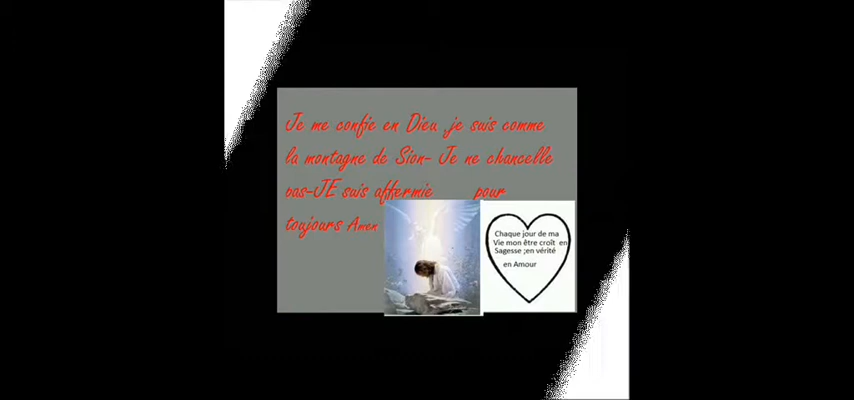 Je me confie en Dieu ,je suis comme
la montagne de Sion- Je ne chancelle
pas-JE suis affermie pour
toujours Amen
Chaque jour de ma
Vie mon être croît en
Sagesse ;en vérité
en Amour